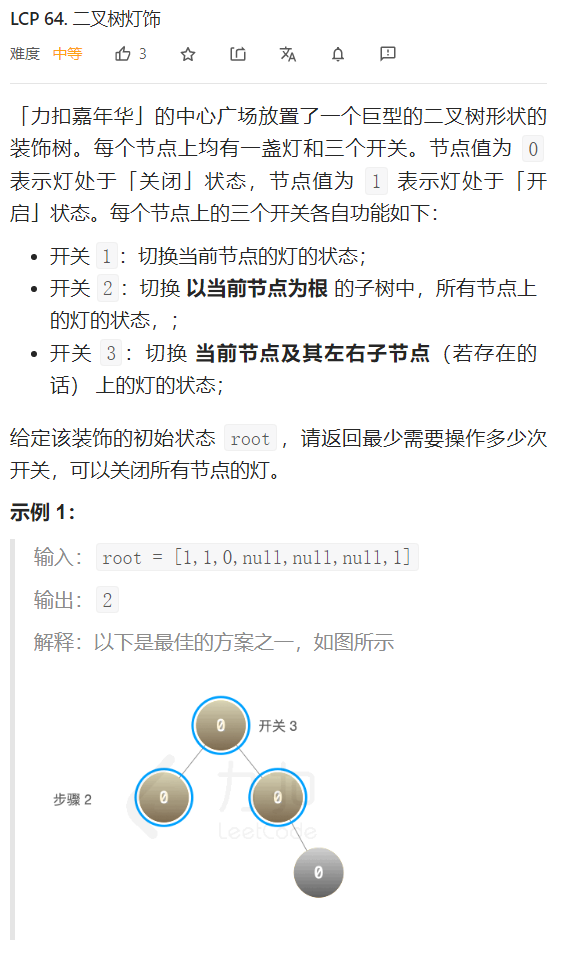 LCP 64. 二叉树灯饰
难度 中等 3
「力扣嘉年华」的中心广场放置了一个巨型的二叉树形状的
装饰树。每个节点上均有一盏灯和三个开关。节点值为 0
表示灯处于「关闭」状态，节点值为 1 表示灯处于「开
启」状态。每个节点上的三个开关各自功能如下：
• 开关 1：切换当前节点的灯的状态；
• 开关 2：切换 以当前节点为根 的子树中，所有节点上
的灯的状态，；
• 开关 3：切换 当前节点及其左右子节点（若存在的
话） 上的灯的状态；
给定该装饰的初始状态 root，请返回最少需要操作多少次
开关，可以关闭所有节点的灯。
示例 1：
输入：root = [1,1,0,null,null,null,1]
输出：2
解释：以下是最佳的方案之一，如图所示
0 开关 3
步骤 2 0 0
力扣
LeetCode
0